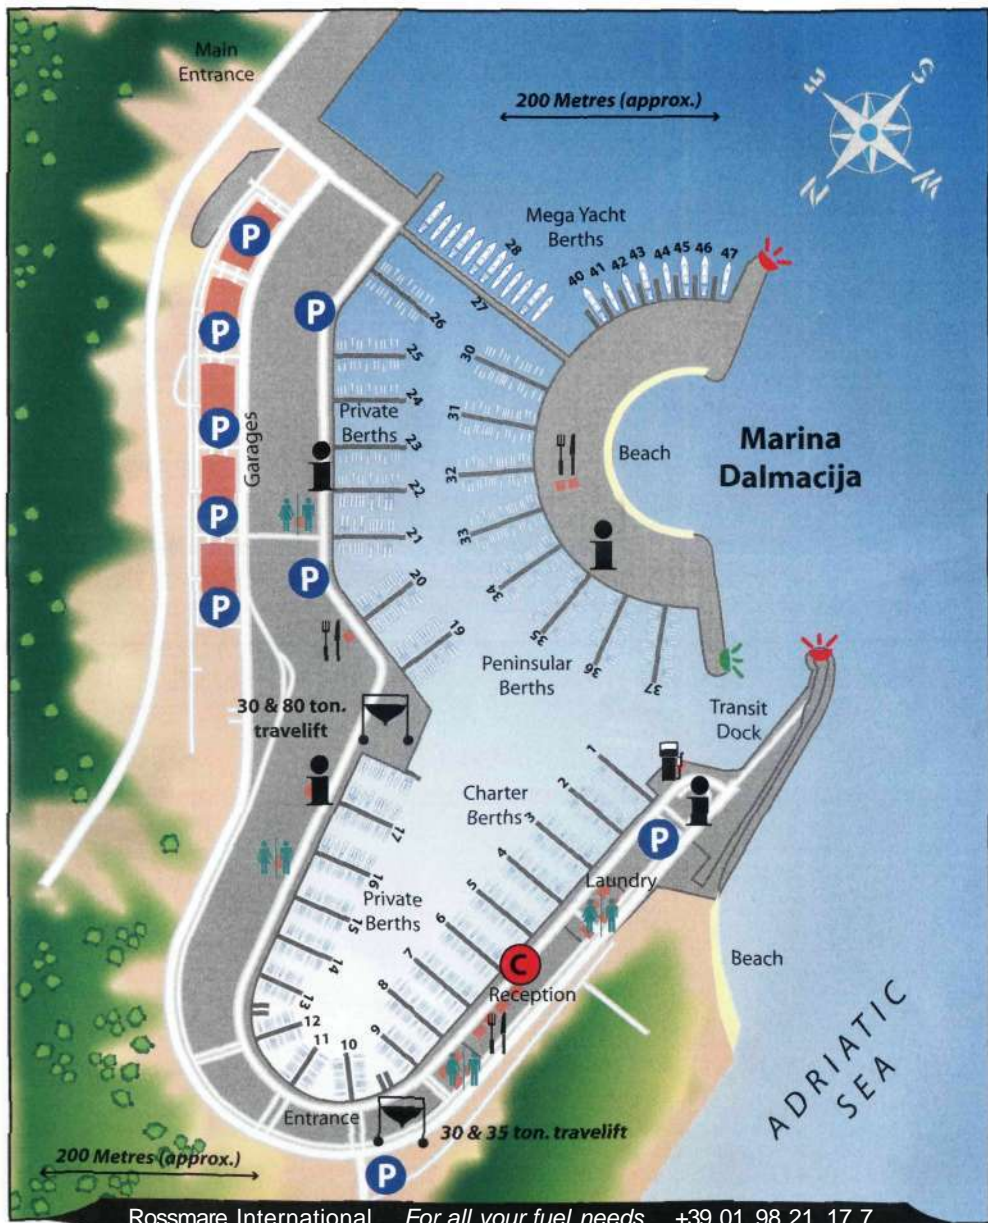 Main
Entrance
200 Metres (approx.)
E
S
N
W
Mega Yacht
Berths
28
40
41
42
43
44
45
46
47
27
26
P
P
P
25
24
23
22
21
20
19
Private
Berths
Garages
30
31
32
33
34
35
36
37
Beach
Marina
Dalmacija
P
P
P
P
Peninsular
Berths
30 & 80 ton.
travelift
Transit
Dock
Charter
Berths
1
2
3
4
5
6
7
8
9
P
Laundry
17
16
15
14
13
12
11
10
Private
Berths
C
Reception
Beach
ADRIATIC
SEA
Entrance
30 & 35 ton. travelift
200 Metres (approx.)
P
Rossmare International For all your fuel needs +39 01 98 21 17 7